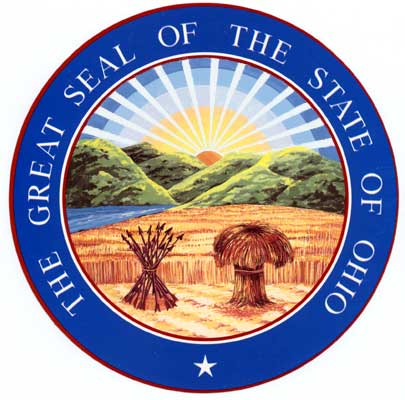 THE GREAT SEAL OF THE STATE OF OHIO